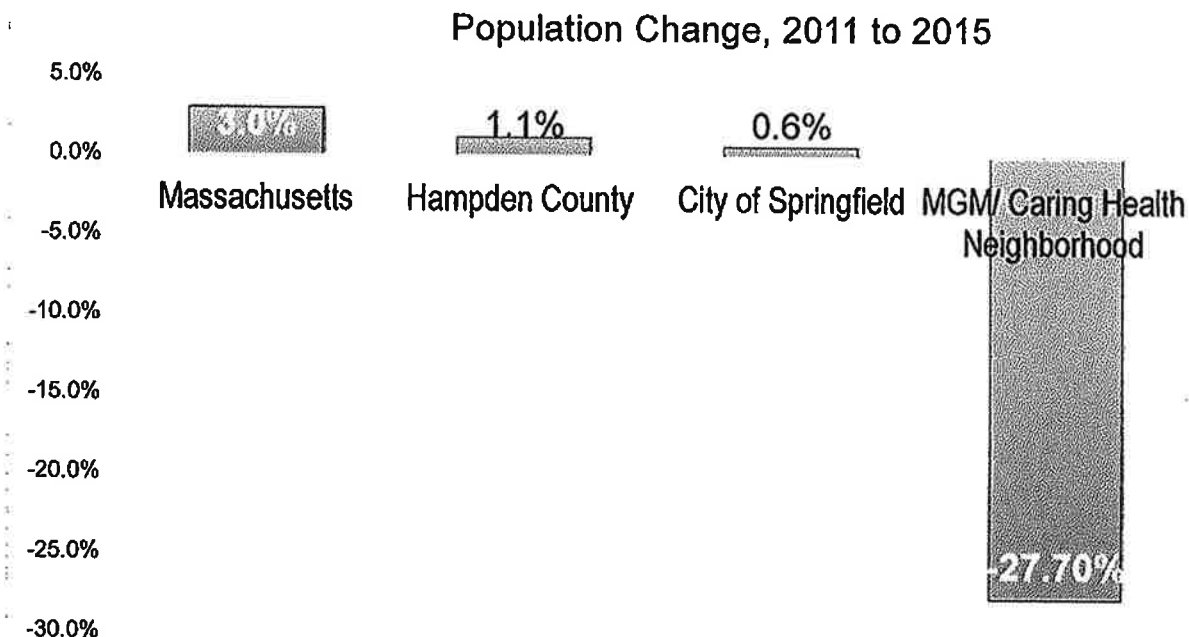 Population Change, 2011 to 2015
5.0%
3.0%
1.1%
0.6%
0.0%
Massachusetts
Hampden County
City of Springfield
MGM/ Caring Health
Neighborhood
-5.0%
-10.0%
-15.0%
-20.0%
-25.0%
-27.70%
-30.0%